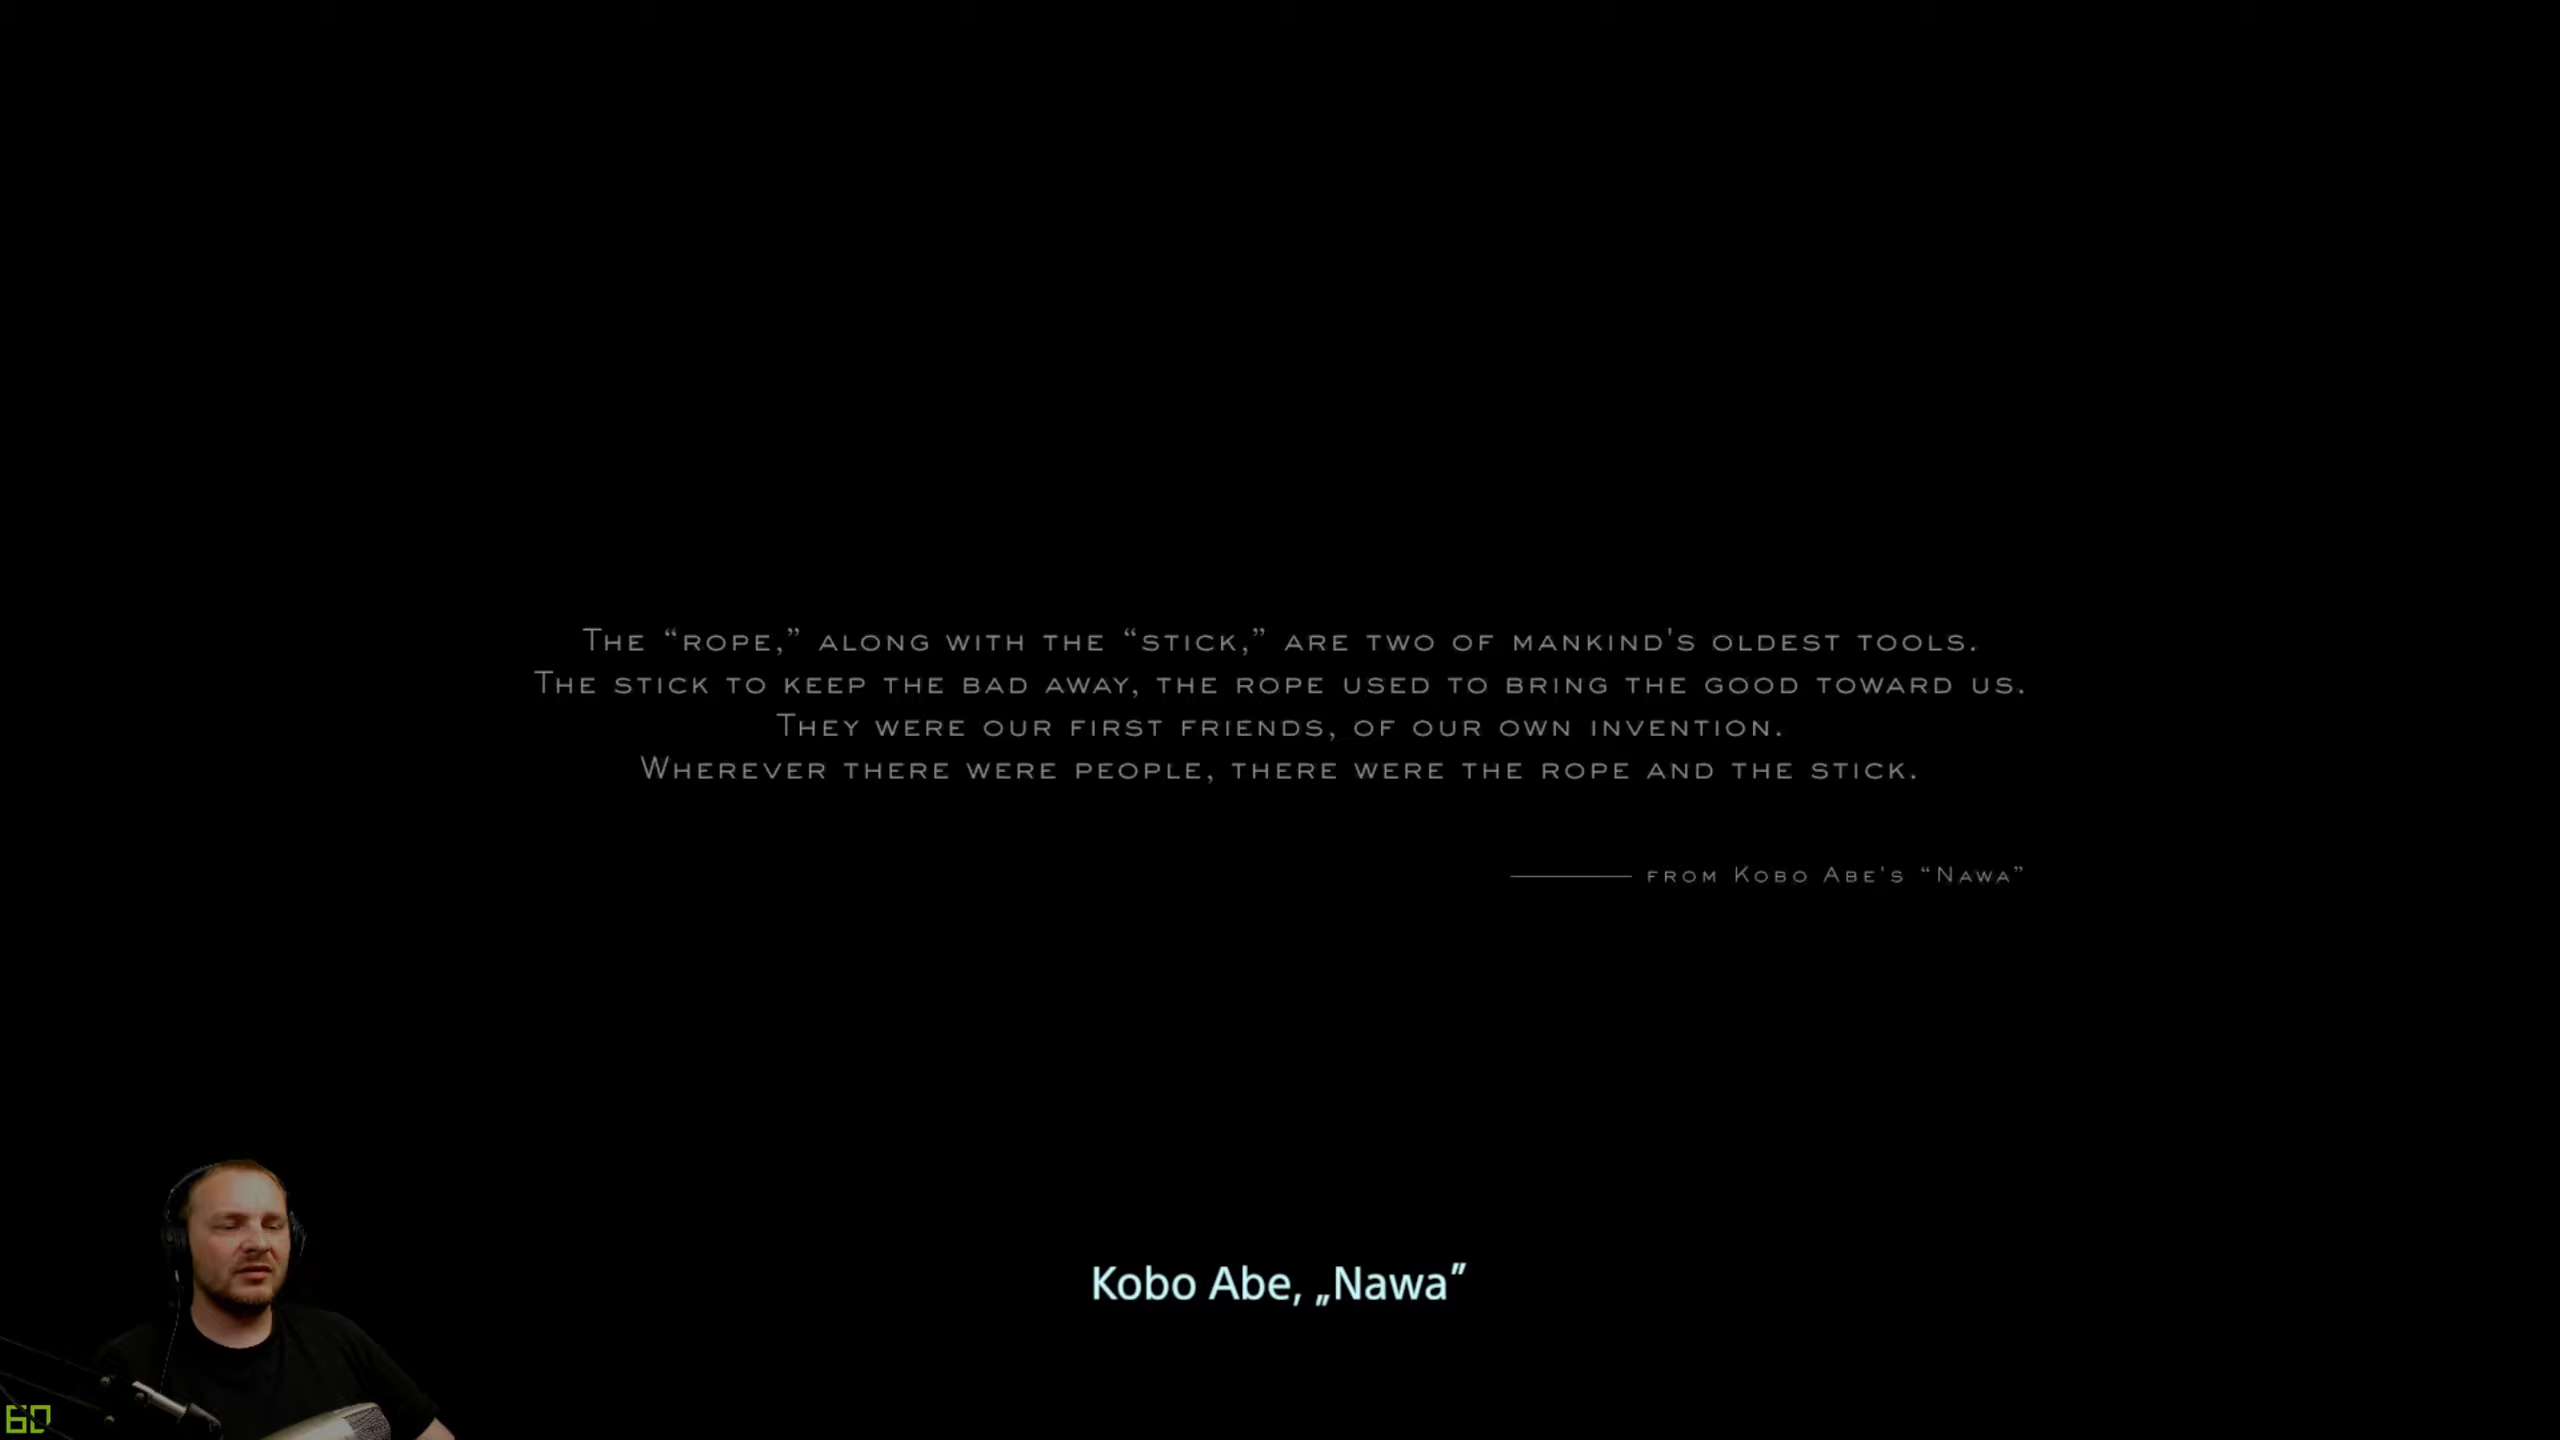 The “rope,” along with the “stick,” are two of mankind's oldest tools.
The stick to keep the bad away, the rope used to bring the good toward us.
They were our first friends, of our own invention.
Wherever there were people, there were the rope and the stick.
from Kobo Abe's “Nawa”
Kobo Abe, „Nawa”
60